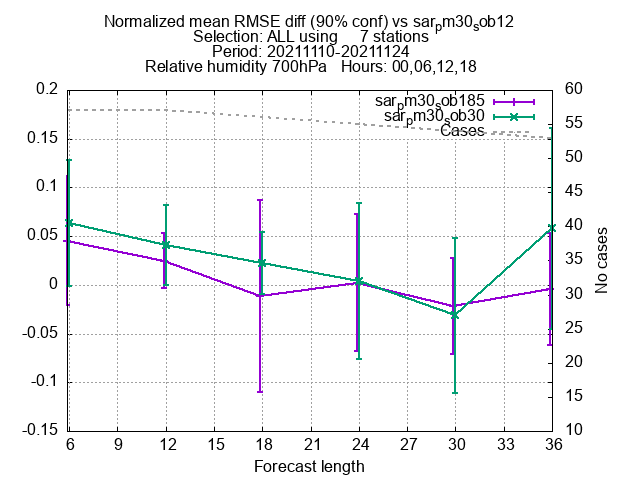 Normalized mean RMSE diff (90% conf) vs sarpm30sob12
Selection: ALL using 7 stations
Period: 20211110-20211124
Relative humidity 700hPa Hours: 00,06,12,18
0.2
0.15
0.1
0.05
0
-0.05
-0.1
-0.15
sarpm30sob185
sarpm30sob30
Cases
60
55
50
45
40
35
30
25
20
15
10
No cases
6 9 12 15 18 21 24 27 30 33 36
Forecast length